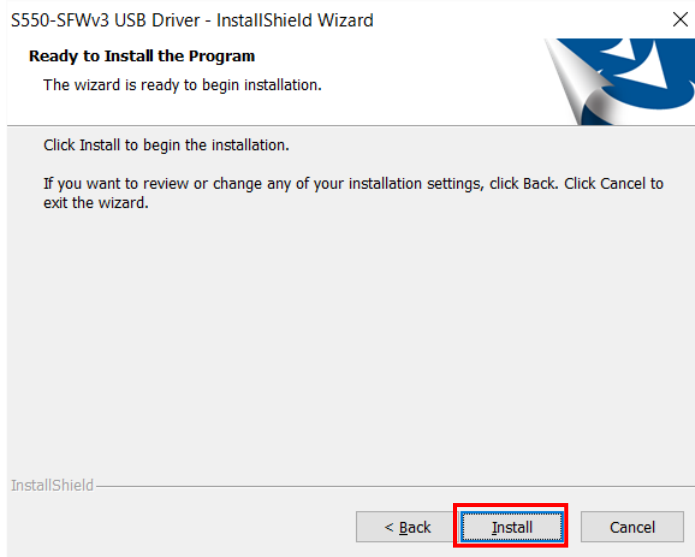 S550-SFWv3 USB Driver - InstallShield Wizard
Ready to Install the Program
The wizard is ready to begin installation.
Click Install to begin the installation.
If you want to review or change any of your installation settings, click Back. Click Cancel to
exit the wizard.
InstallShield
< Back
Install
Cancel